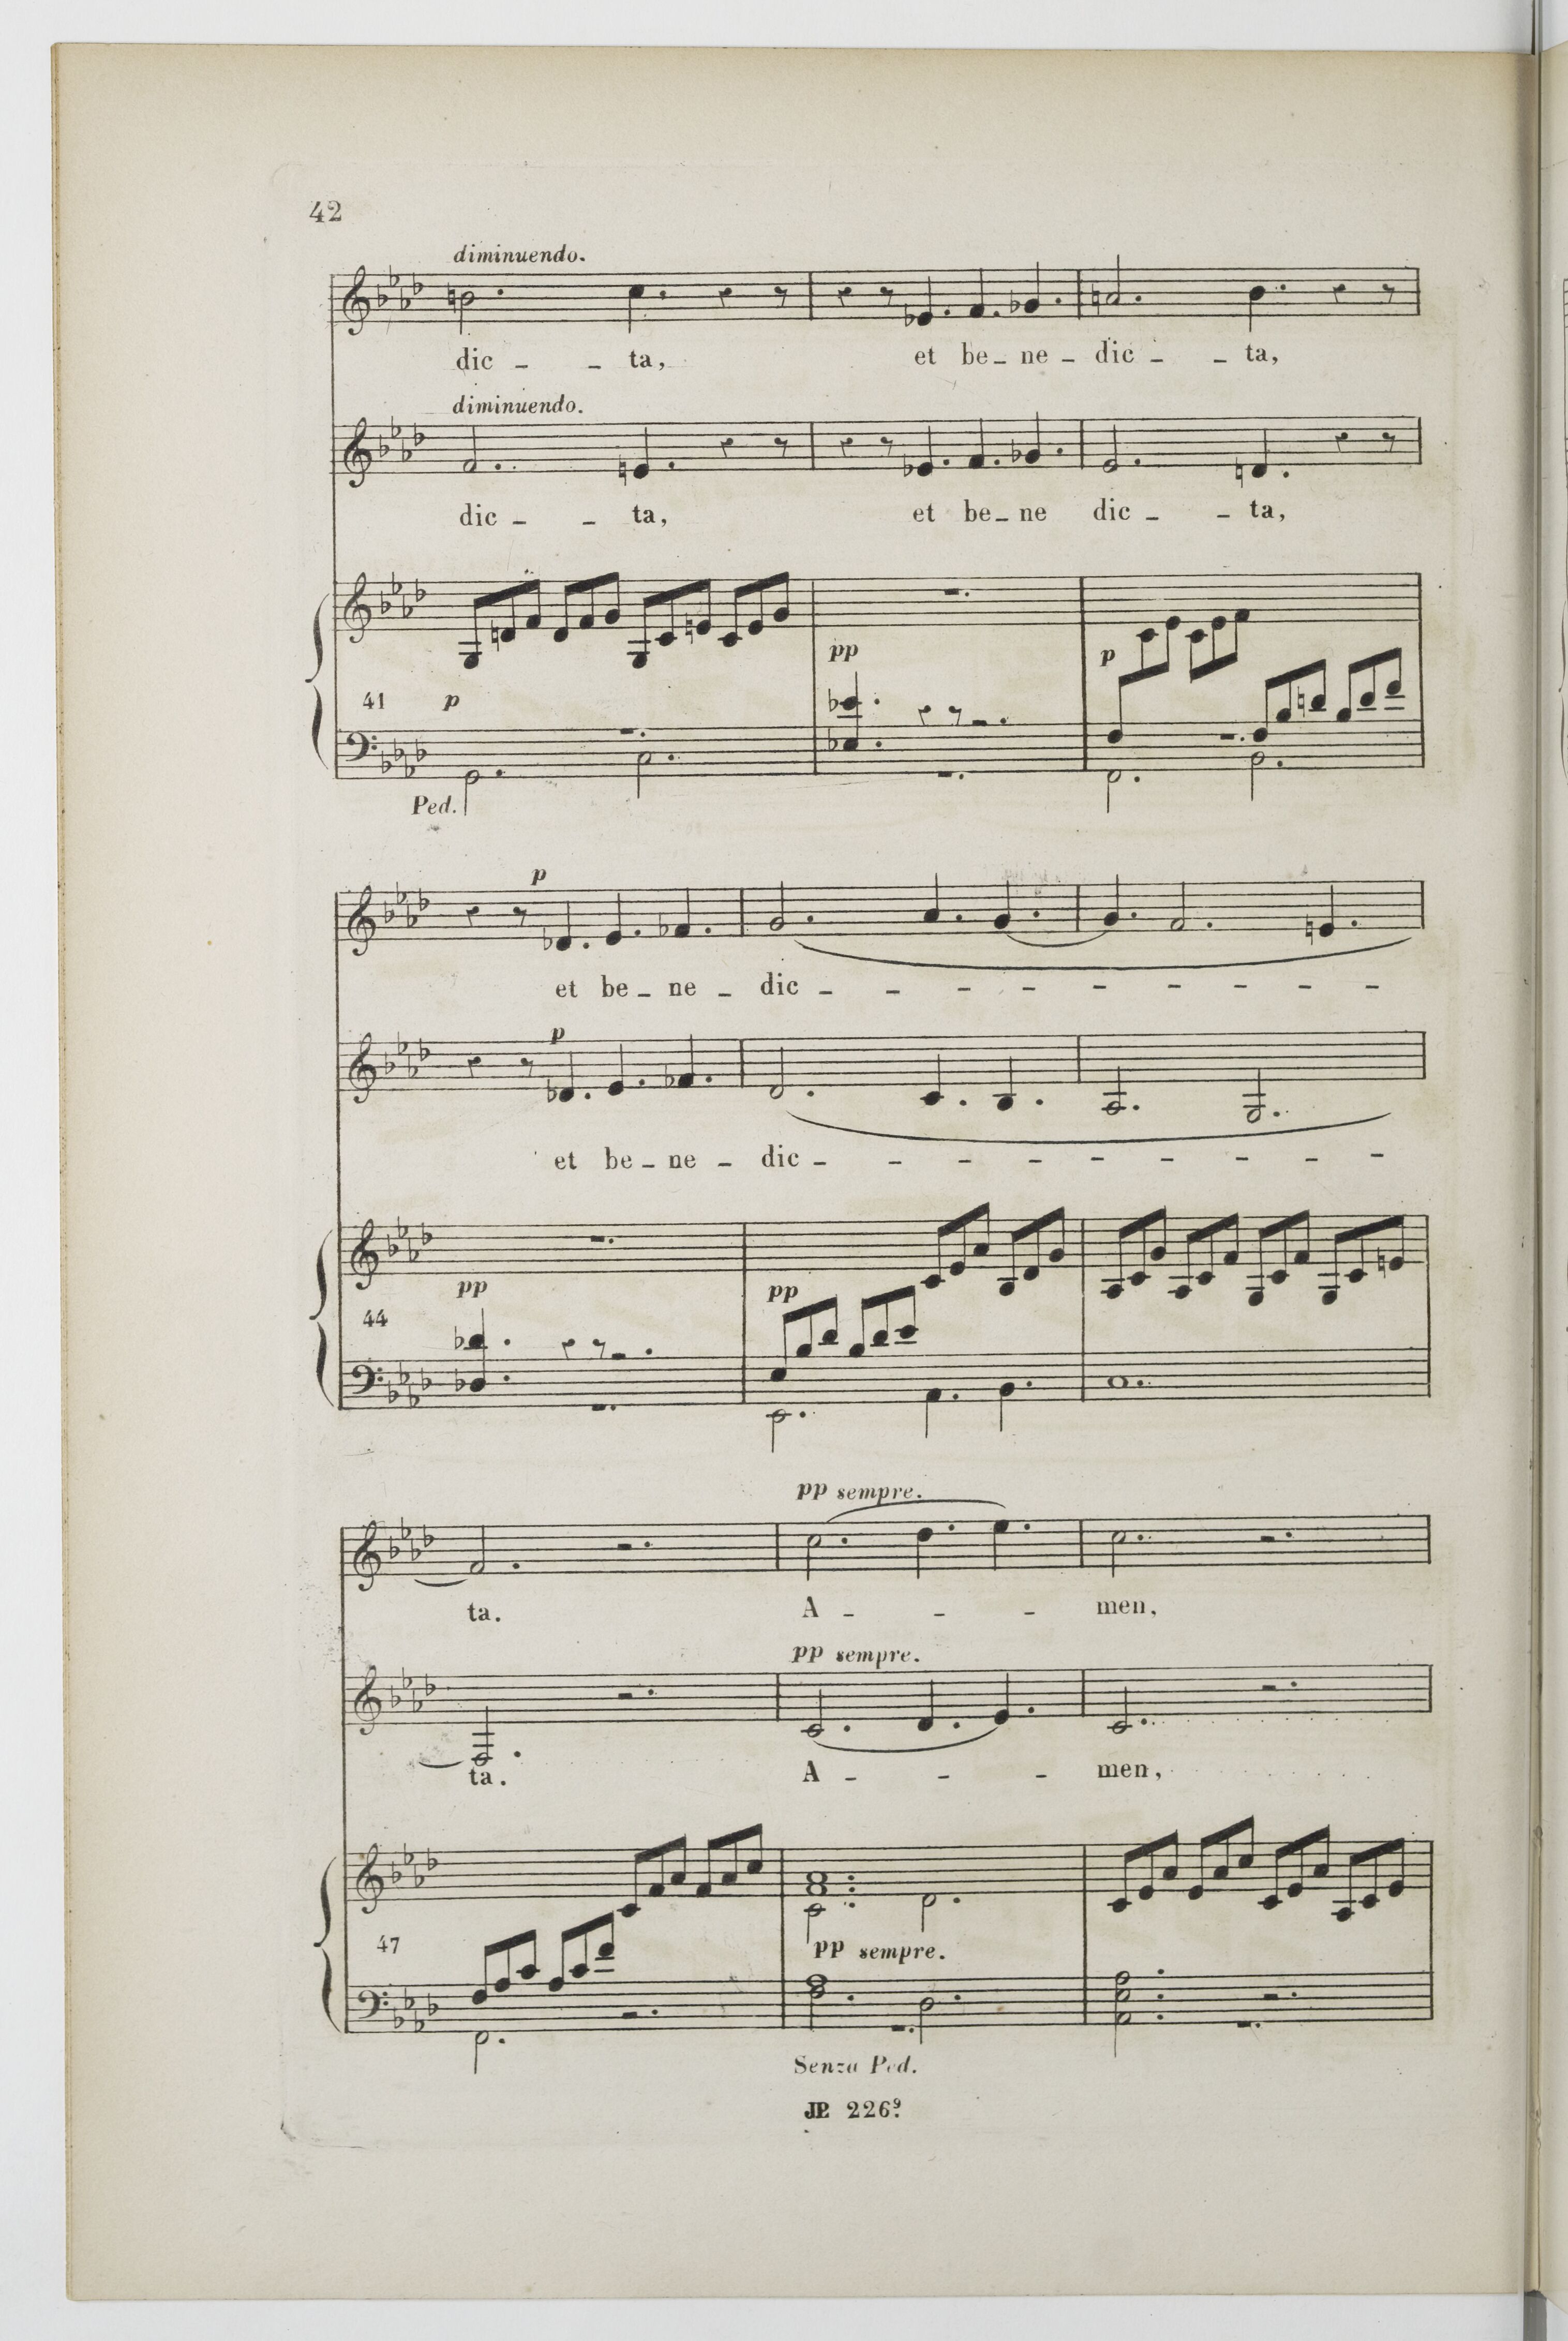 42
diminuendo.
dic - - ta, et be - ne - dic - - ta,
diminuendo.
dic - - ta, et be - ne dic - - ta,
pp
p
41 p
Ped.
p
et be - ne - dic - - - - - - - - -
p
et be - ne - dic - - - - - - - - -
pp pp
44
pp sempre.
ta. A - - - men,
pp sempre.
ta. A - - - men,
47
pp sempre.
Senza Ped.
JP. 226⁹.